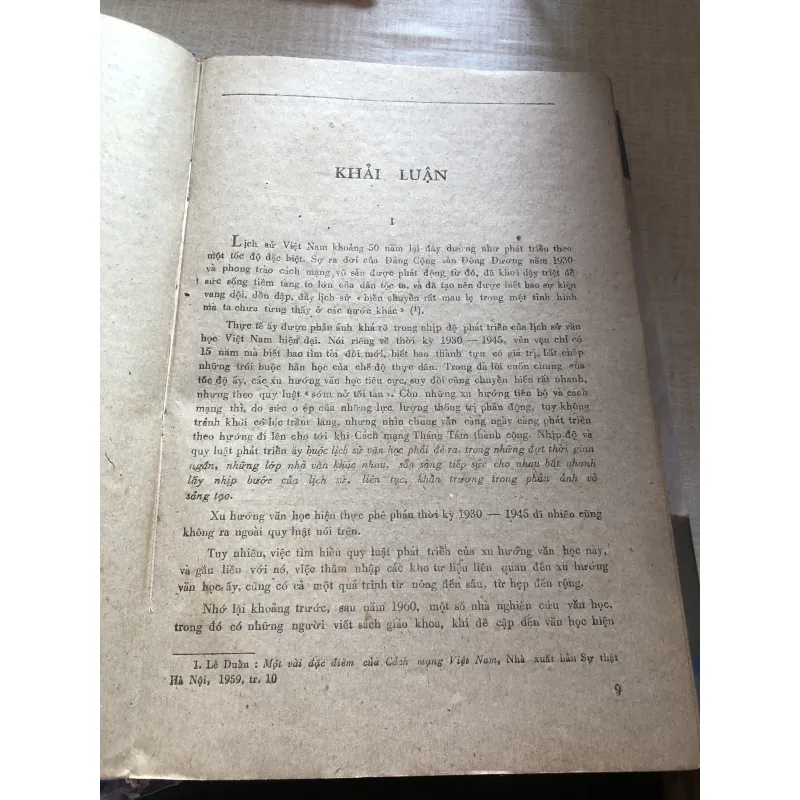 KHẢI LUẬN
I
Lịch sử Việt Nam khoảng 50 năm lại đây dường như phát triển theo
một tốc độ đặc biệt. Sự ra đời của Đảng Cộng sản Đông Dương năm 1930
và phong trào cách mạng vô sản được phát động từ đó, đã khơi dậy triệt để
sức sống tiềm tàng to lớn của dân tộc ta, và đã tạo nên được biết bao sự kiện
vang dội, dồn dập, đẩy lịch sử « biến chuyển rất mau lẹ trong một tình hình
mà ta chưa từng thấy ở các nước khác » (1).
Thực tế ấy được phản ánh khá rõ trong nhịp độ phát triển của lịch sử văn
học Việt Nam hiện đại. Nói riêng về thời kỳ 1930 — 1945, vẻn vẹn chỉ có
15 năm mà biết bao tìm tòi đổi mới, biết bao thành tựu có giá trị, bất chấp
những trói buộc hằn học của chế độ thực dân. Trong đà lôi cuốn chung của
tốc độ ấy, các xu hướng văn học tiêu cực, suy đồi cũng chuyển biến rất nhanh,
nhưng theo quy luật « sớm nở tối tàn ». Còn những xu hướng tiến bộ và cách
mạng thì, do sức o ép của những lực lượng thống trị phản động, tuy không
tránh khỏi có lúc trầm lắng, nhưng nhìn chung vẫn càng ngày càng phát triển
theo hướng đi lên cho tới khi Cách mạng Tháng Tám thành công. Nhịp độ và
quy luật phát triển ấy buộc lịch sử văn học phải đề ra, trong những đợt thời gian
ngắn, những lớp nhà văn khác nhau, sẵn sàng tiếp sức cho nhau bắt nhanh
lấy nhịp bước của lịch sử, liên tục, khẩn trương trong phản ánh và
sáng tạo.
Xu hướng văn học hiện thực phê phán thời kỳ 1930 — 1945 dĩ nhiên cũng
không ra ngoài quy luật nói trên.
Tuy nhiên, việc tìm hiểu quy luật phát triển của xu hướng văn học này,
và gắn liền với nó, việc thâm nhập các kho tư liệu liên quan đến xu hướng
văn học ấy, cũng có cả một quá trình từ nông đến sâu, từ hẹp đến rộng.
Nhớ lại khoảng trước, sau năm 1960, một số nhà nghiên cứu văn học,
trong đó có những người viết sách giáo khoa, khi đề cập đến văn học hiện
1. Lê Duẩn : Một vài đặc điểm của Cách mạng Việt Nam, Nhà xuất bản Sự thật
Hà Nội, 1959, tr. 10
9